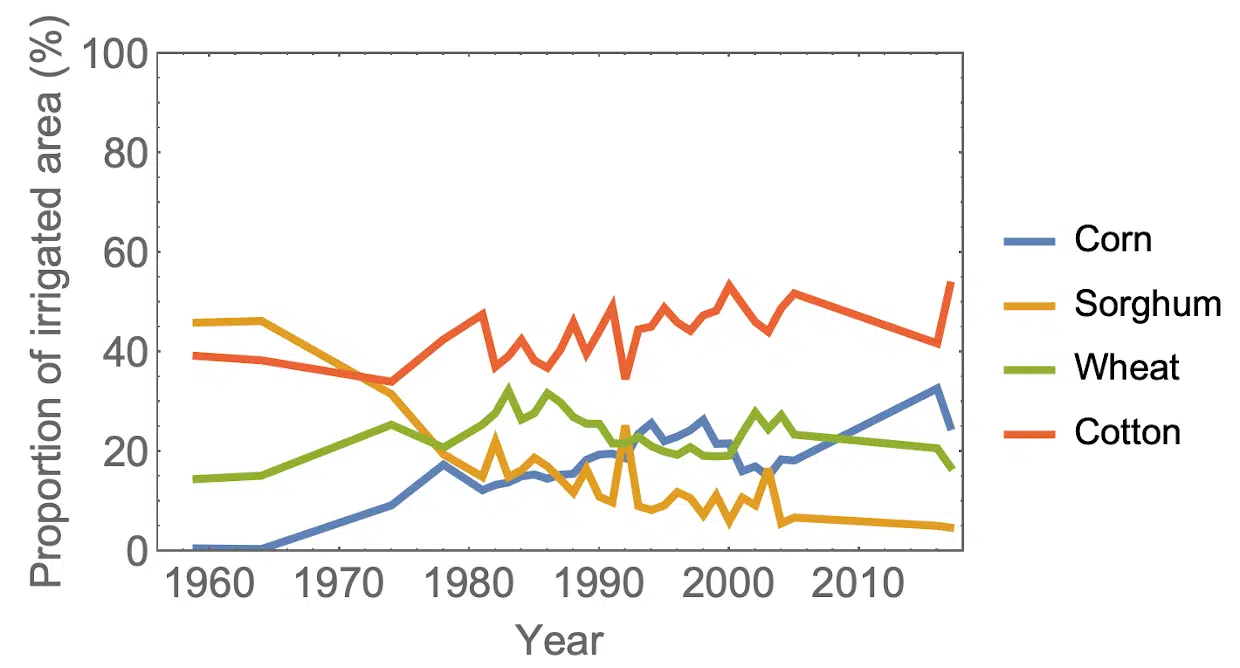 Proportion of irrigated area (%)
100
80
60
40
20
0
1960 1970 1980 1990 2000 2010
Year
Corn
Sorghum
Wheat
Cotton